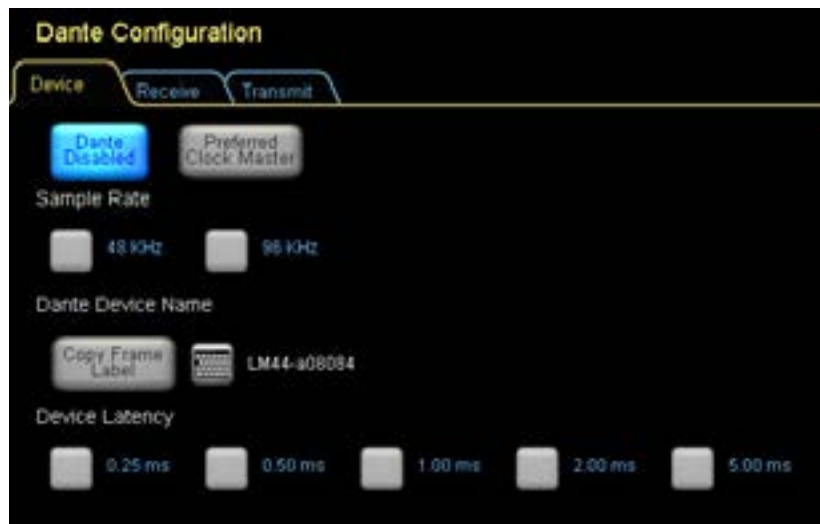 Dante Configuration
Device Receive Transmit
Dante Disabled Preferred Clock Master
Sample Rate
48 KHz 96 KHz
Dante Device Name
Copy Frame Label LM44-a08084
Device Latency
0.25 ms 0.50 ms 1.00 ms 2.00 ms 5.00 ms